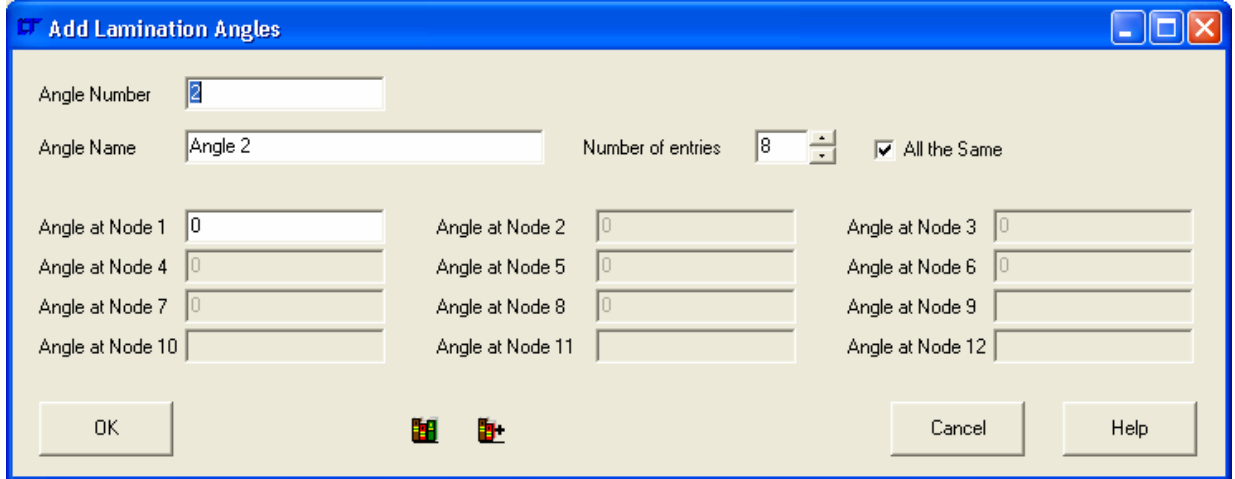 Add Lamination Angles
Angle Number 2
Angle Name Angle 2 Number of entries 8 All the Same
Angle at Node 1 0 Angle at Node 2 0 Angle at Node 3 0
Angle at Node 4 0 Angle at Node 5 0 Angle at Node 6 0
Angle at Node 7 0 Angle at Node 8 0 Angle at Node 9
Angle at Node 10 Angle at Node 11 Angle at Node 12
OK Cancel Help